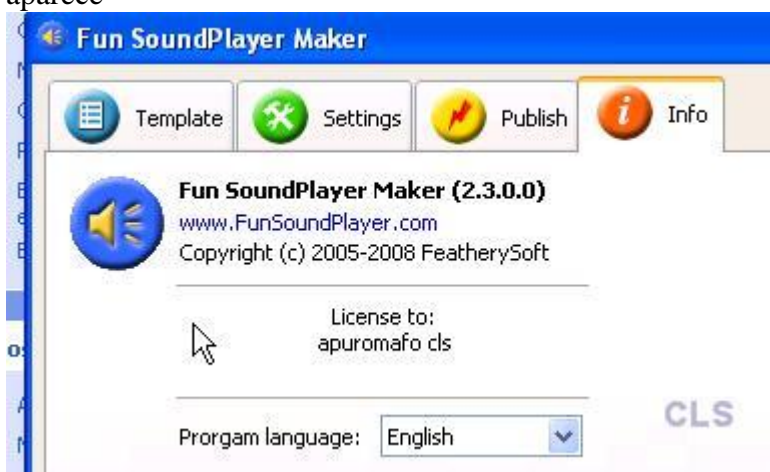 aparece
Fun SoundPlayer Maker
Template Settings Publish Info
Fun SoundPlayer Maker (2.3.0.0)
www.FunSoundPlayer.com
Copyright (c) 2005-2008 FeatherySoft
License to:
apuromafo cls
CLS
Prorgam language: English